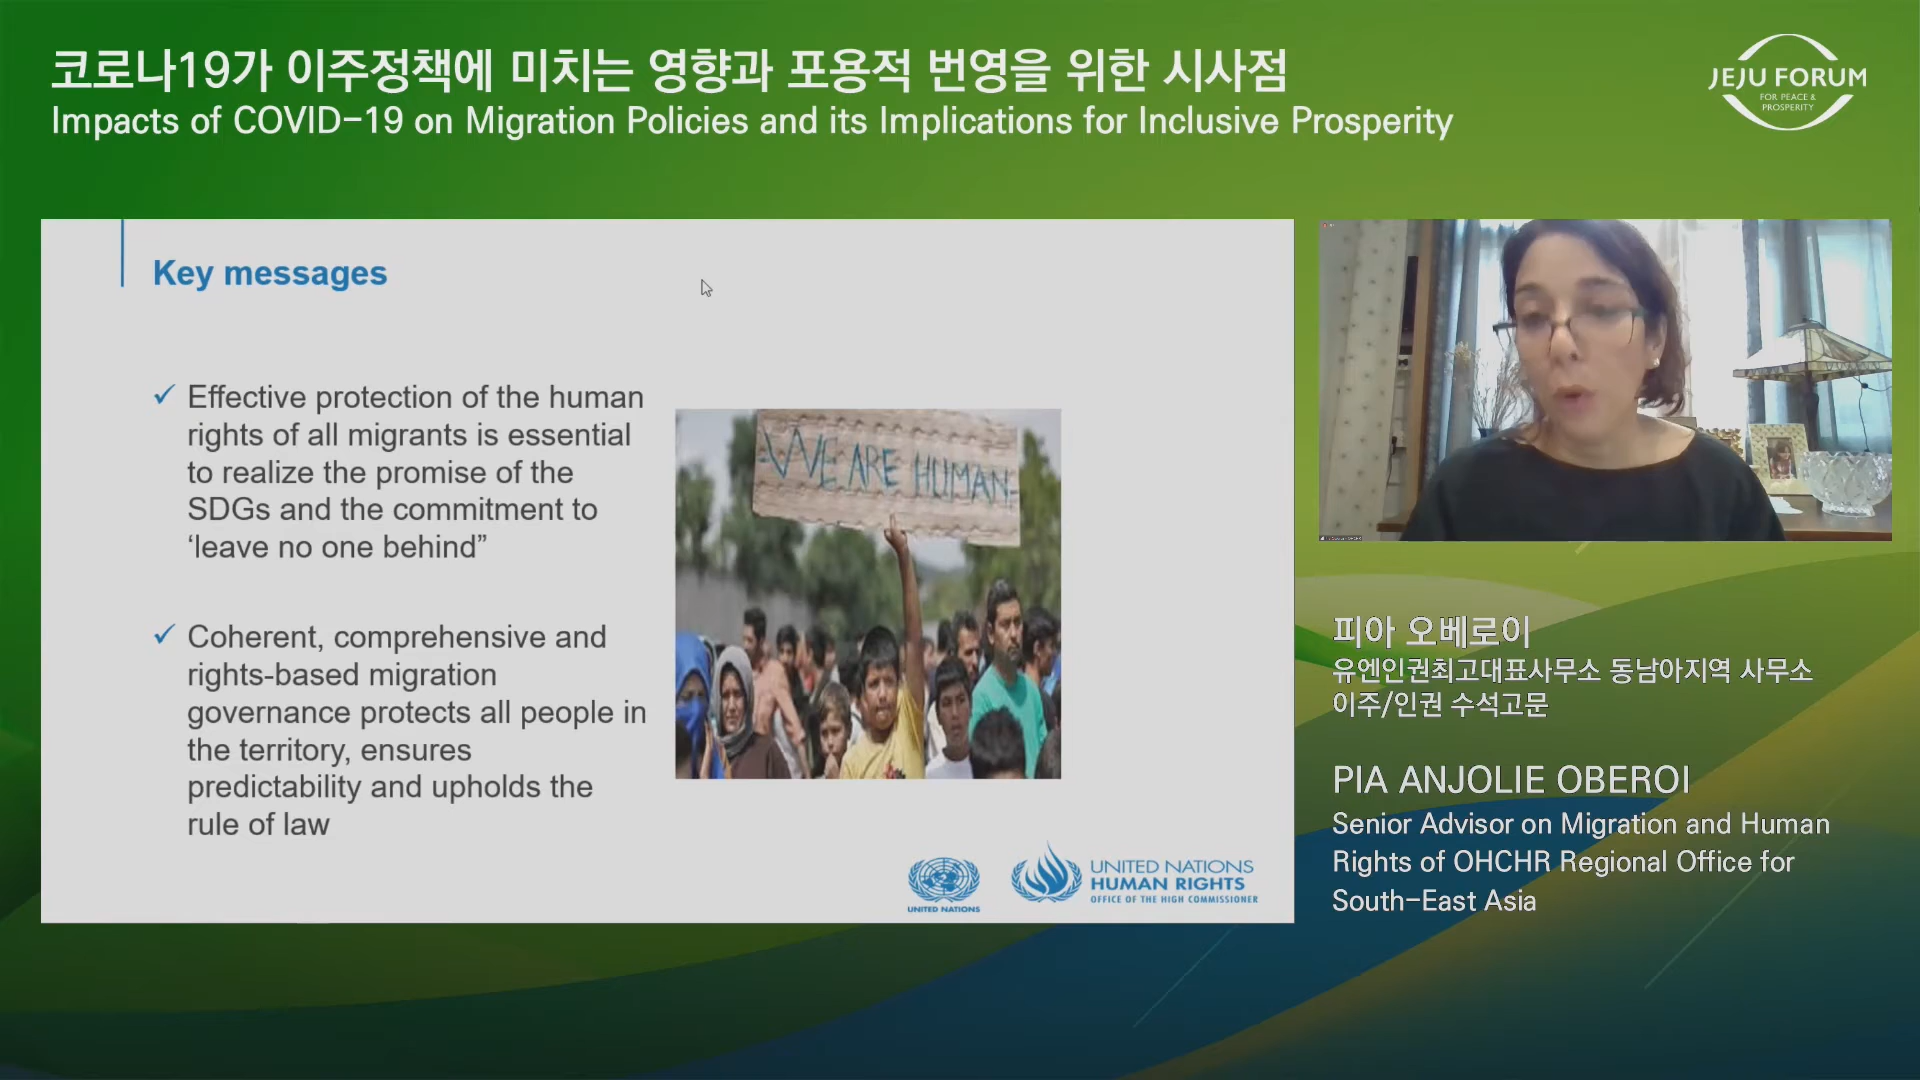 코로나19가 이주정책에 미치는 영향과 포용적 번영을 위한 시사점
Impacts of COVID-19 on Migration Policies and its Implications for Inclusive Prosperity
JEJU FORUM
FOR PEACE &
PROSPERITY
Key messages
✓ Effective protection of the human
rights of all migrants is essential
to realize the promise of the
SDGs and the commitment to
‘leave no one behind”
✓ Coherent, comprehensive and
rights-based migration
governance protects all people in
the territory, ensures
predictability and upholds the
rule of law
WE ARE HUMAN
UNITED NATIONS
UNITED NATIONS
HUMAN RIGHTS
OFFICE OF THE HIGH COMMISSIONER
피아 오베로이
유엔인권최고대표사무소 동남아지역 사무소
이주/인권 수석고문
PIA ANJOLIE OBEROI
Senior Advisor on Migration and Human
Rights of OHCHR Regional Office for
South-East Asia